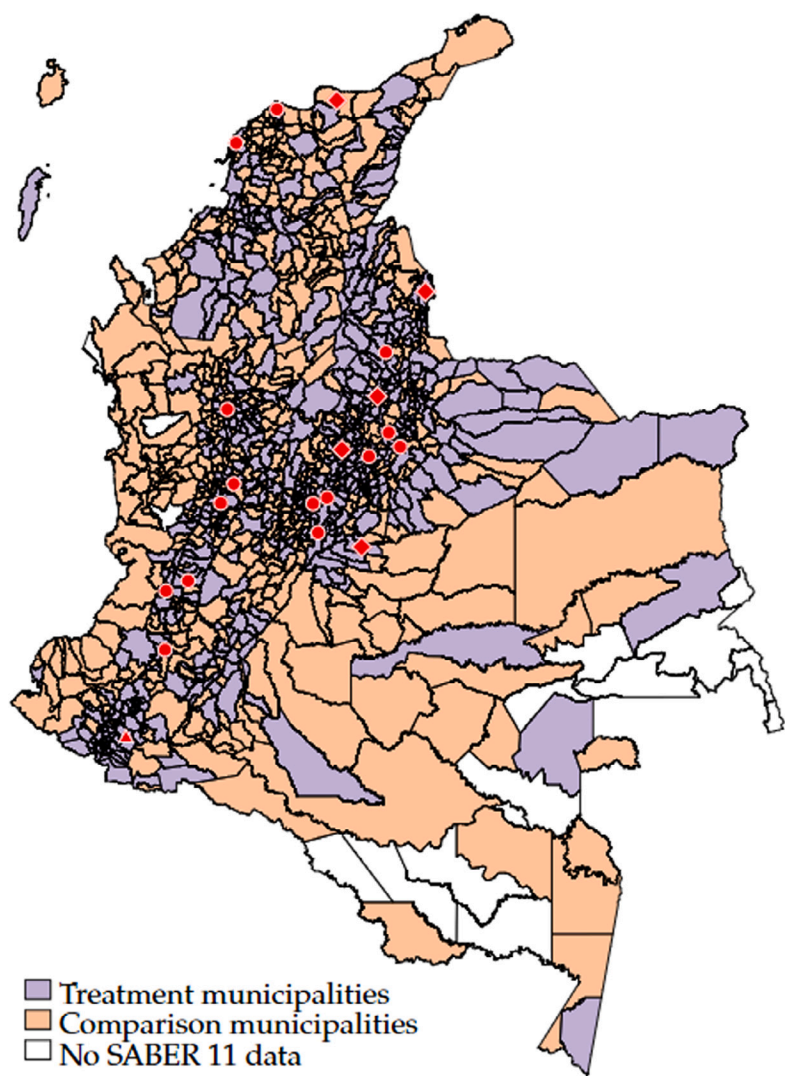 Treatment municipalities
Comparison municipalities
No SABER 11 data